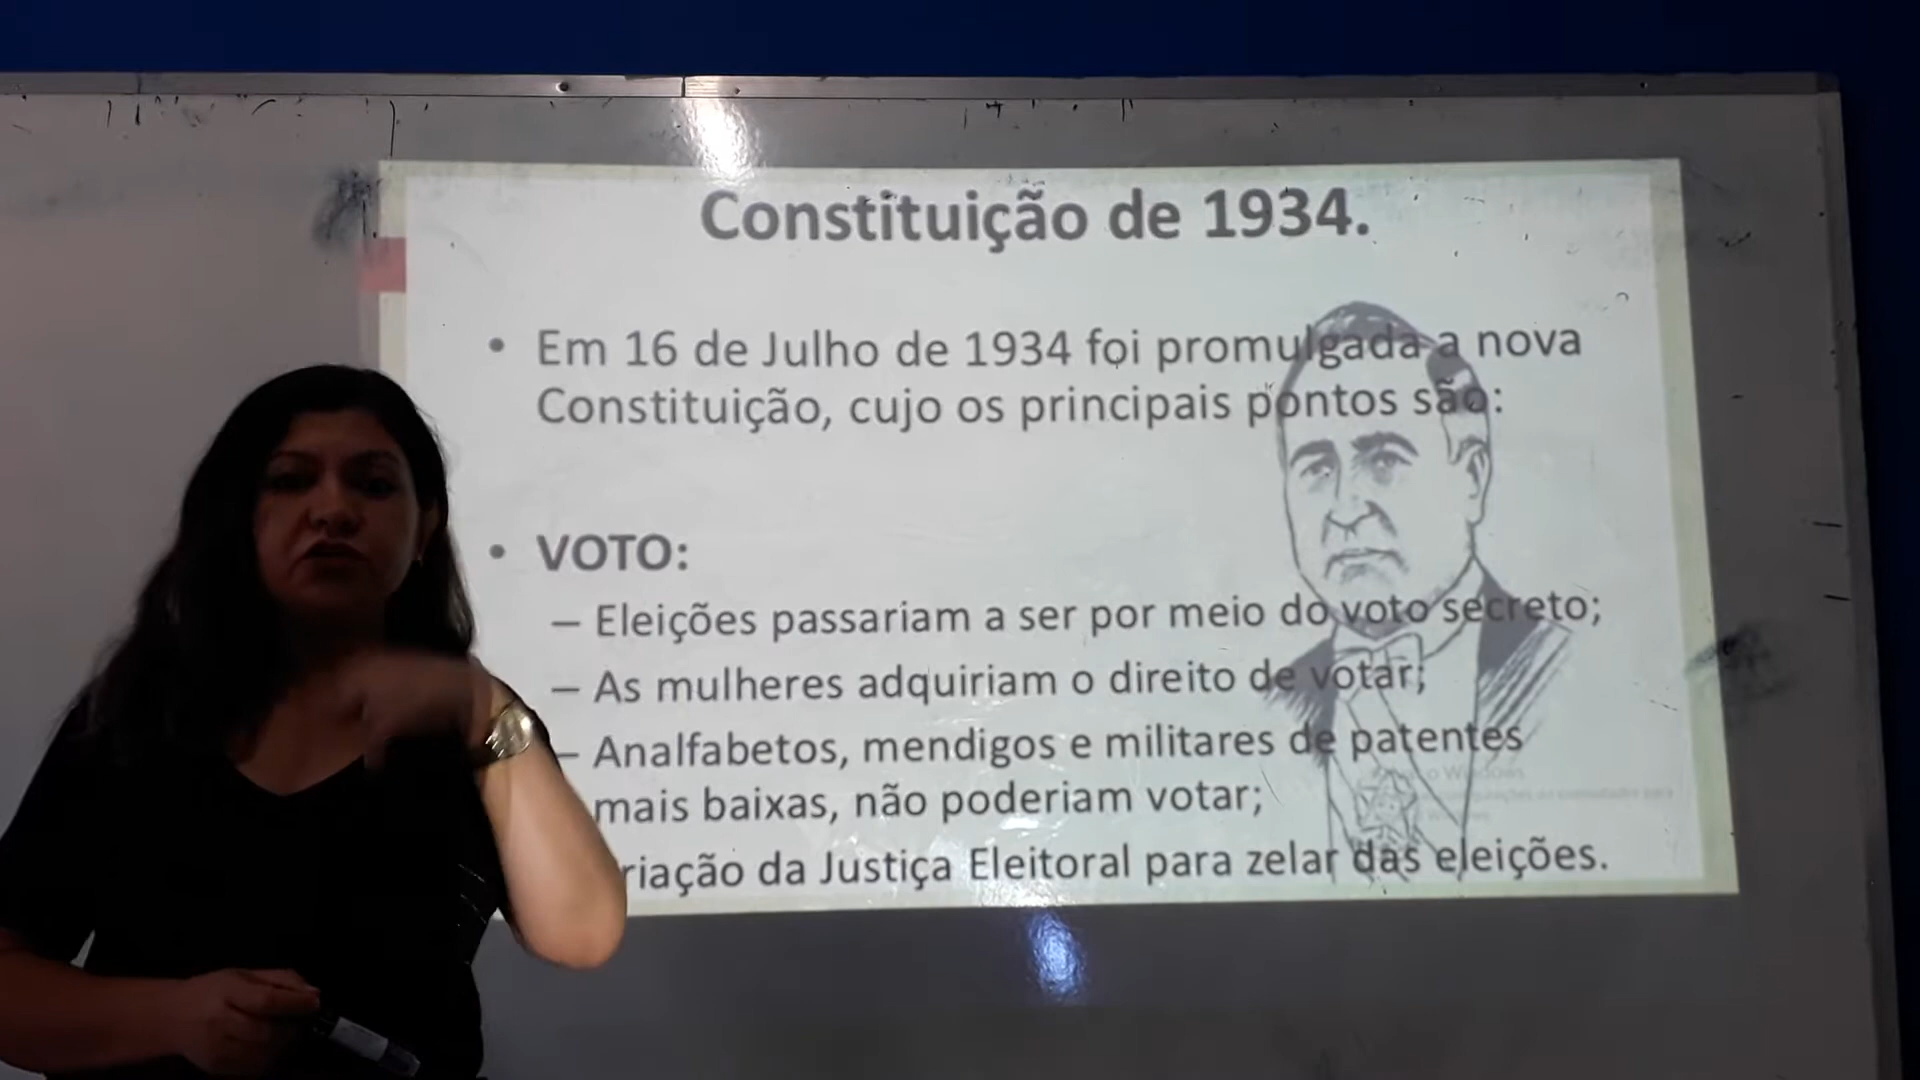 Constituição de 1934.
• Em 16 de Julho de 1934 foi promulgada a nova
Constituição, cujo os principais pontos são:
• VOTO:
– Eleições passariam a ser por meio do voto secreto;
– As mulheres adquiriam o direito de votar;
– Analfabetos, mendigos e militares de patentes
mais baixas, não poderiam votar;
riação da Justiça Eleitoral para zelar das eleições.